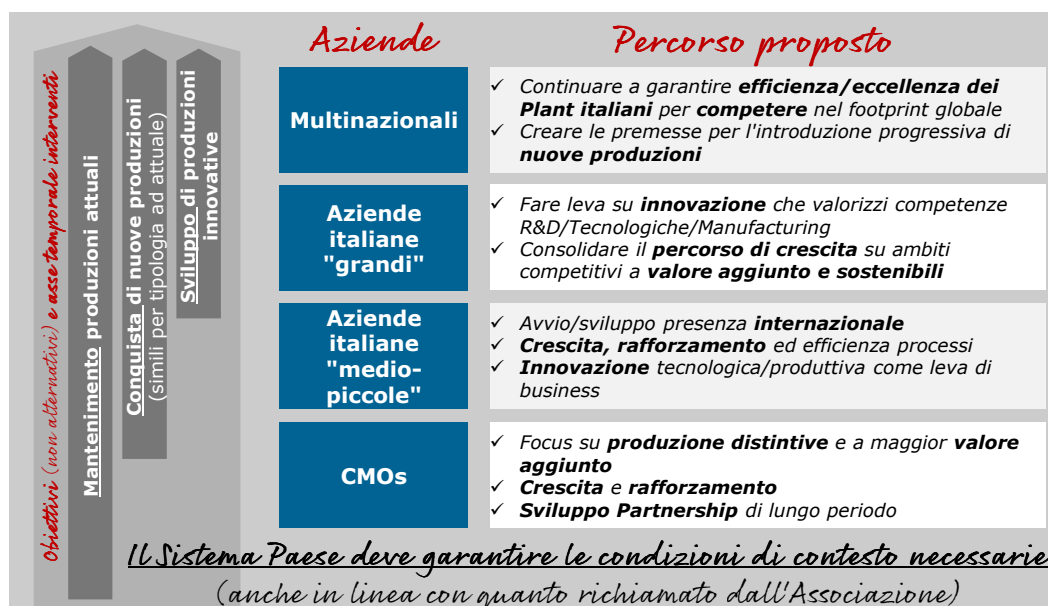 Obiettivi (non alternativi) e asse temporale interventi
Mantenimento produzioni attuali
Conquista di nuove produzioni
(simili per tipologia ad attuale)
Sviluppo di produzioni
innovative
Aziende
Percorso proposto
Multinazionali
✓ Continuare a garantire efficienza/eccellenza dei
Plant italiani per competere nel footprint globale
✓ Creare le premesse per l'introduzione progressiva di
nuove produzioni
Aziende
italiane
"grandi"
✓ Fare leva su innovazione che valorizzi competenze
R&D/Tecnologiche/Manufacturing
✓ Consolidare il percorso di crescita su ambiti
competitivi a valore aggiunto e sostenibili
Aziende
italiane
"medio-
piccole"
✓ Avvio/sviluppo presenza internazionale
✓ Crescita, rafforzamento ed efficienza processi
✓ Innovazione tecnologica/produttiva come leva di
business
CMOs
✓ Focus su produzione distintive e a maggior valore
aggiunto
✓ Crescita e rafforzamento
✓ Sviluppo Partnership di lungo periodo
Il Sistema Paese deve garantire le condizioni di contesto necessarie
(anche in linea con quanto richiamato dall'Associazione)